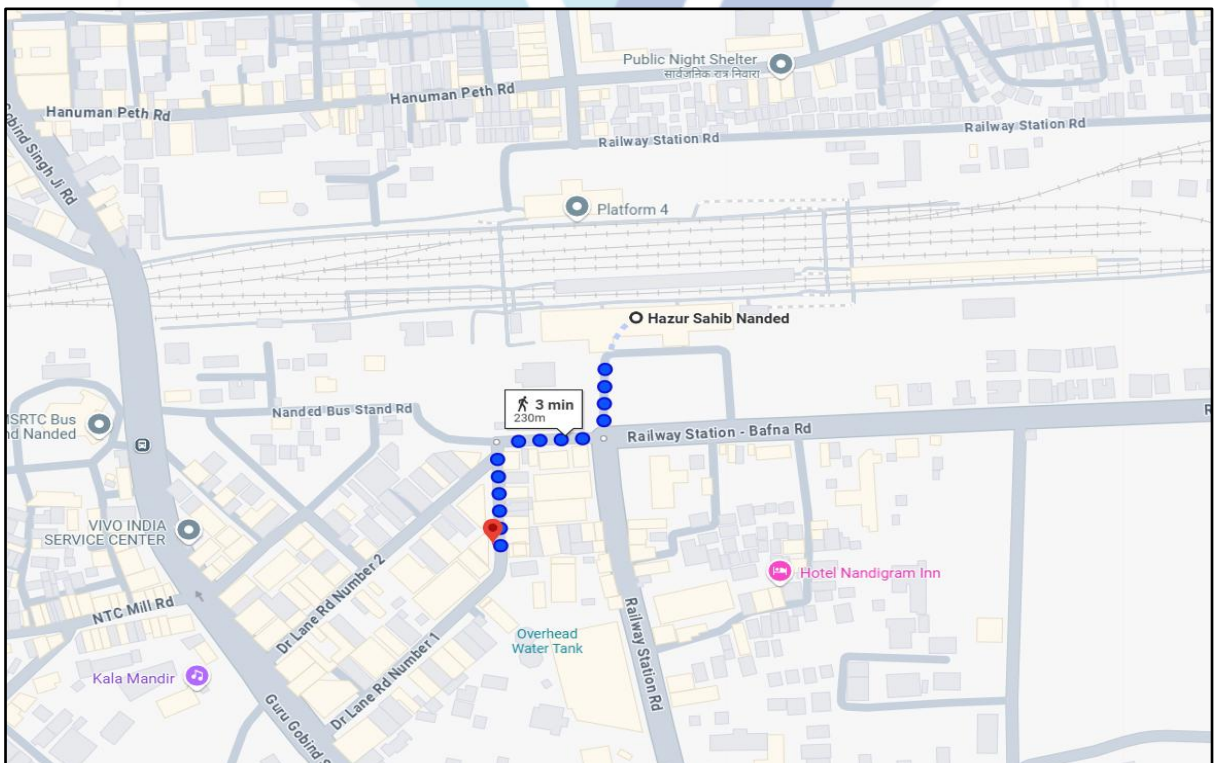 Public Night Shelter
सार्वजनिक रात्र निवारा
Hanuman Peth Rd
Hanuman Peth Rd
Railway Station Rd
Railway Station Rd
Gobind Singh Ji Rd
Platform 4
Hazur Sahib Nanded
3 min
230m
Nanded Bus Stand Rd
MSRTC Bus
nd Nanded
Railway Station - Bafna Rd
R
VIVO INDIA
SERVICE CENTER
Hotel Nandigram Inn
Dr Lane Rd Number 2
NTC Mill Rd
Overhead
Water Tank
Dr Lane Rd Number 1
Railway Station Rd
Kala Mandir
Guru Gobind S